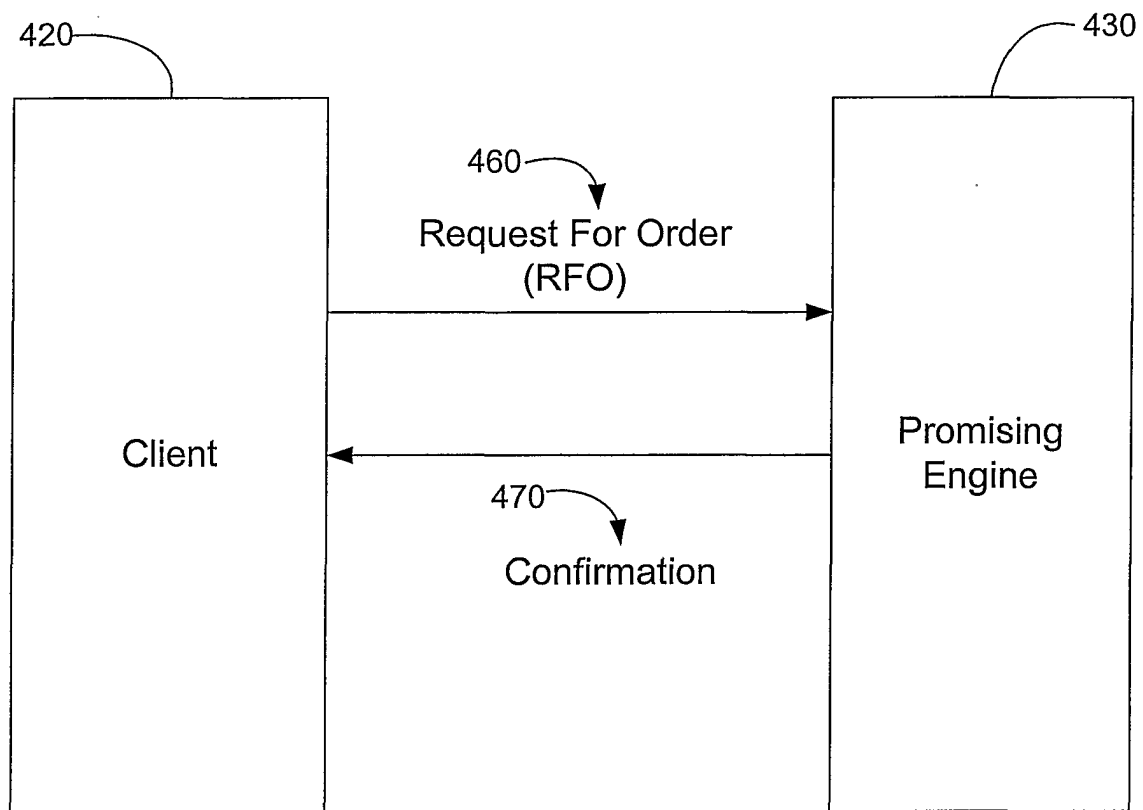 420
430
460
Request For Order
(RFO)
Client
Promising
Engine
470
Confirmation